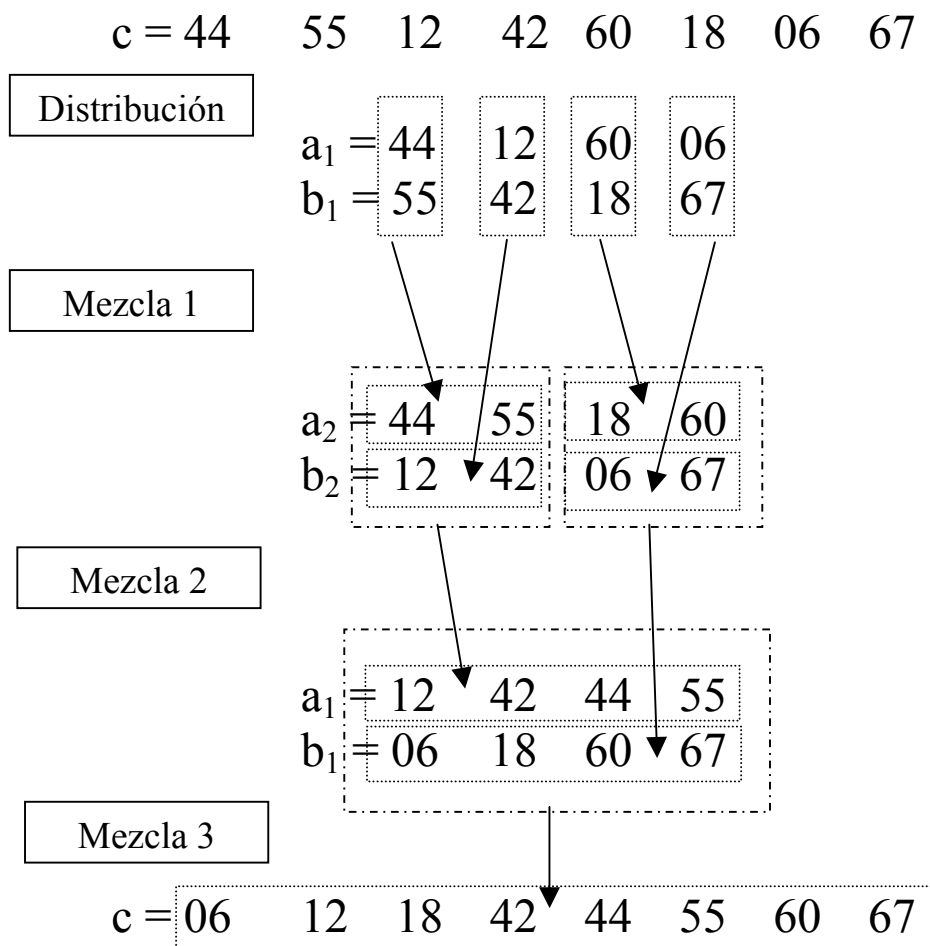 c = 44 55 12 42 60 18 06 67
Distribución
a₁ = 44 12 60 06
b₁ = 55 42 18 67
Mezcla 1
a₂ = 44 55 18 60
b₂ = 12 42 06 67
Mezcla 2
a₁ = 12 42 44 55
b₁ = 06 18 60 67
Mezcla 3
c = 06 12 18 42 44 55 60 67